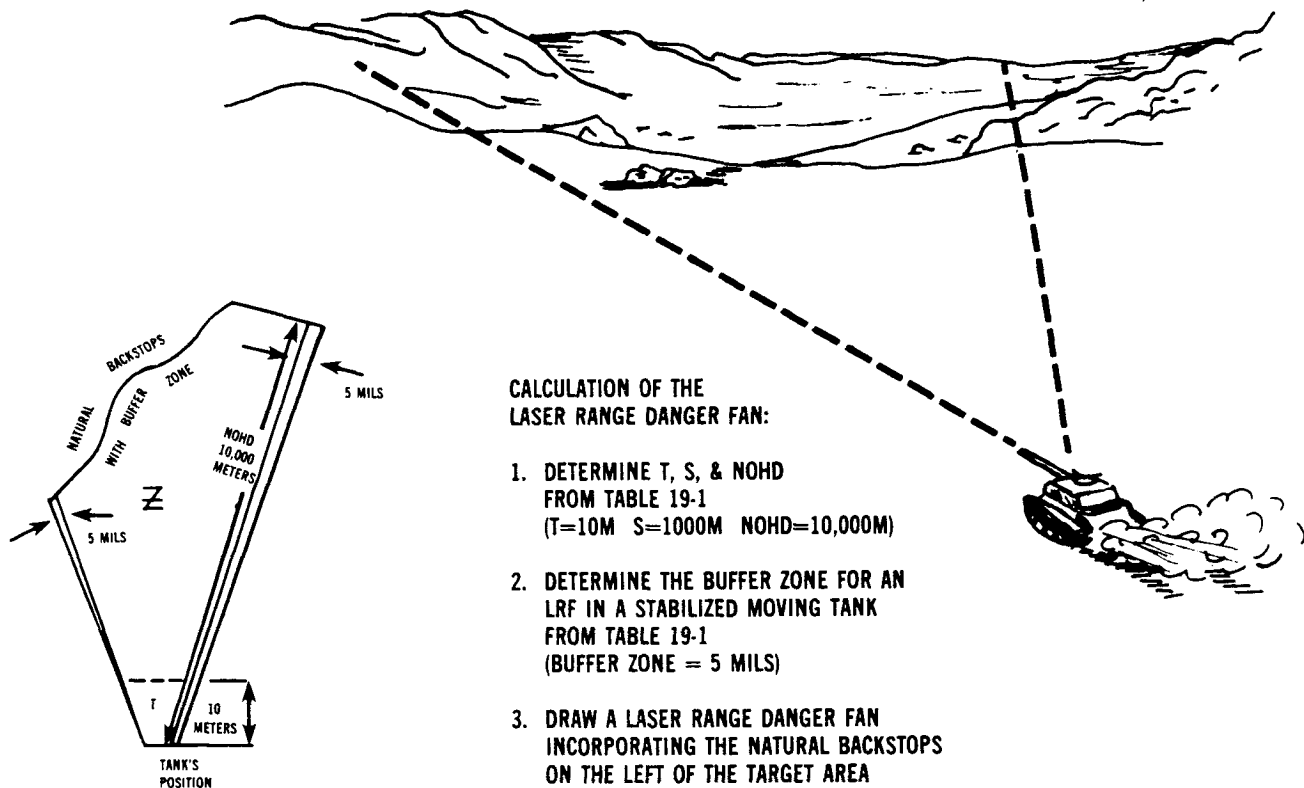 NATURAL BACKSTOPS
WITH BUFFER ZONE
5 MILS
NOHD
10,000
METERS
Z
5 MILS
T
10
METERS
TANK'S
POSITION
CALCULATION OF THE
LASER RANGE DANGER FAN:
1. DETERMINE T, S, & NOHD
FROM TABLE 19-1
(T=10M S=1000M NOHD=10,000M)
2. DETERMINE THE BUFFER ZONE FOR AN
LRF IN A STABILIZED MOVING TANK
FROM TABLE 19-1
(BUFFER ZONE = 5 MILS)
3. DRAW A LASER RANGE DANGER FAN
INCORPORATING THE NATURAL BACKSTOPS
ON THE LEFT OF THE TARGET AREA